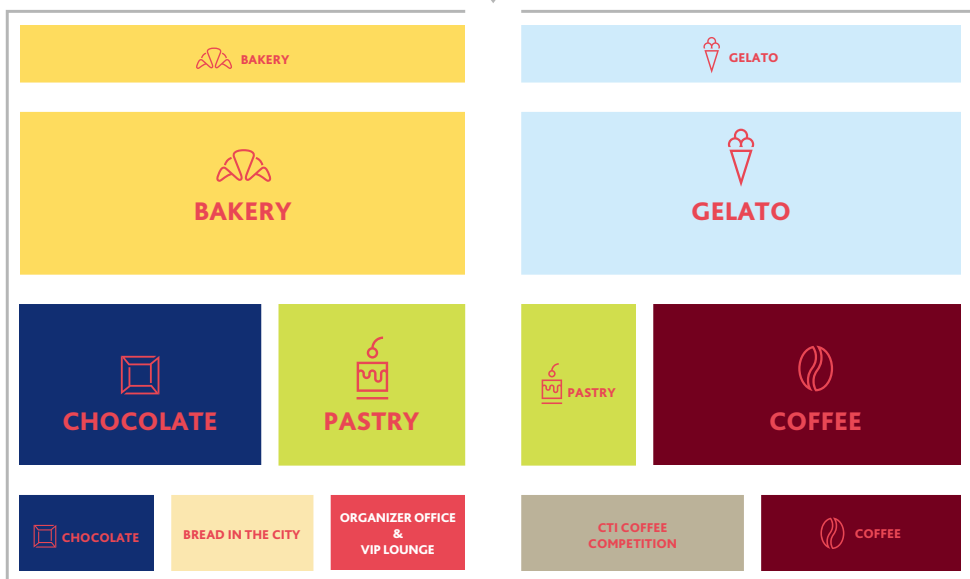 BAKERY
GELATO
BAKERY
GELATO
CHOCOLATE
PASTRY
PASTRY
COFFEE
CHOCOLATE
BREAD IN THE CITY
ORGANIZER OFFICE
&
VIP LOUNGE
CTI COFFEE
COMPETITION
COFFEE